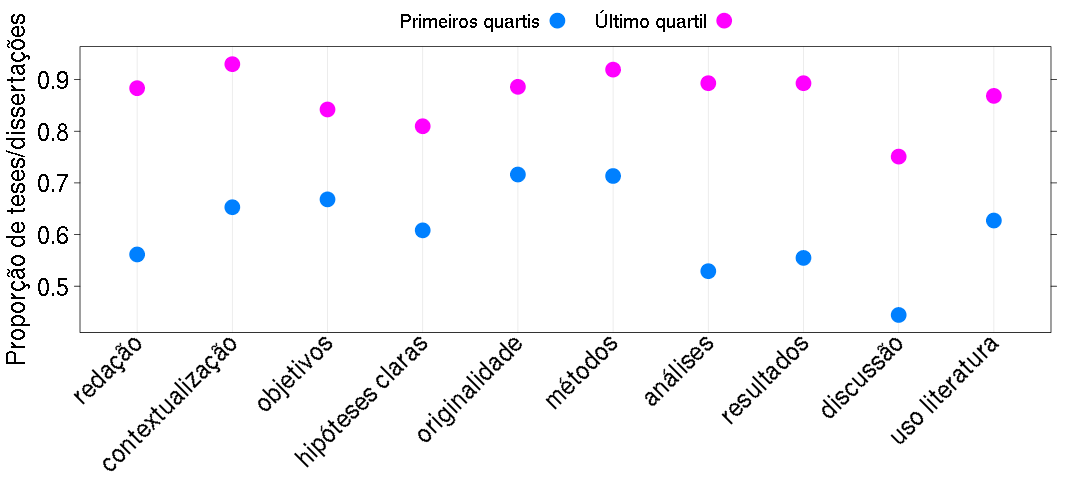 Primeiros quartis
Último quartil
Proporção de teses/dissertações
0.9
0.8
0.7
0.6
0.5
redação
contextualização
objetivos
hipóteses claras
originalidade
métodos
análises
resultados
discussão
uso literatura